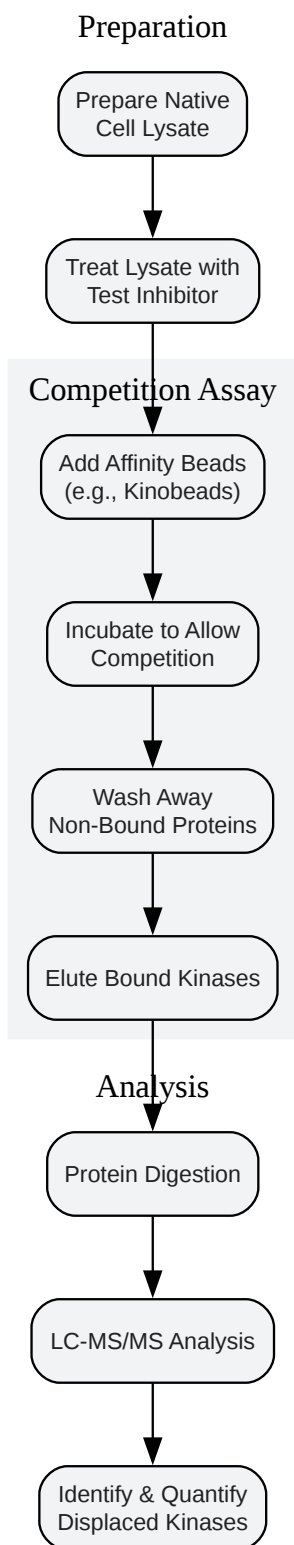 Preparation
Prepare Native
Cell Lysate
Treat Lysate with
Test Inhibitor
Competition Assay
Add Affinity Beads
(e.g., Kinobeads)
Incubate to Allow
Competition
Wash Away
Non-Bound Proteins
Elute Bound Kinases
Analysis
Protein Digestion
LC-MS/MS Analysis
Identify & Quantify
Displaced Kinases